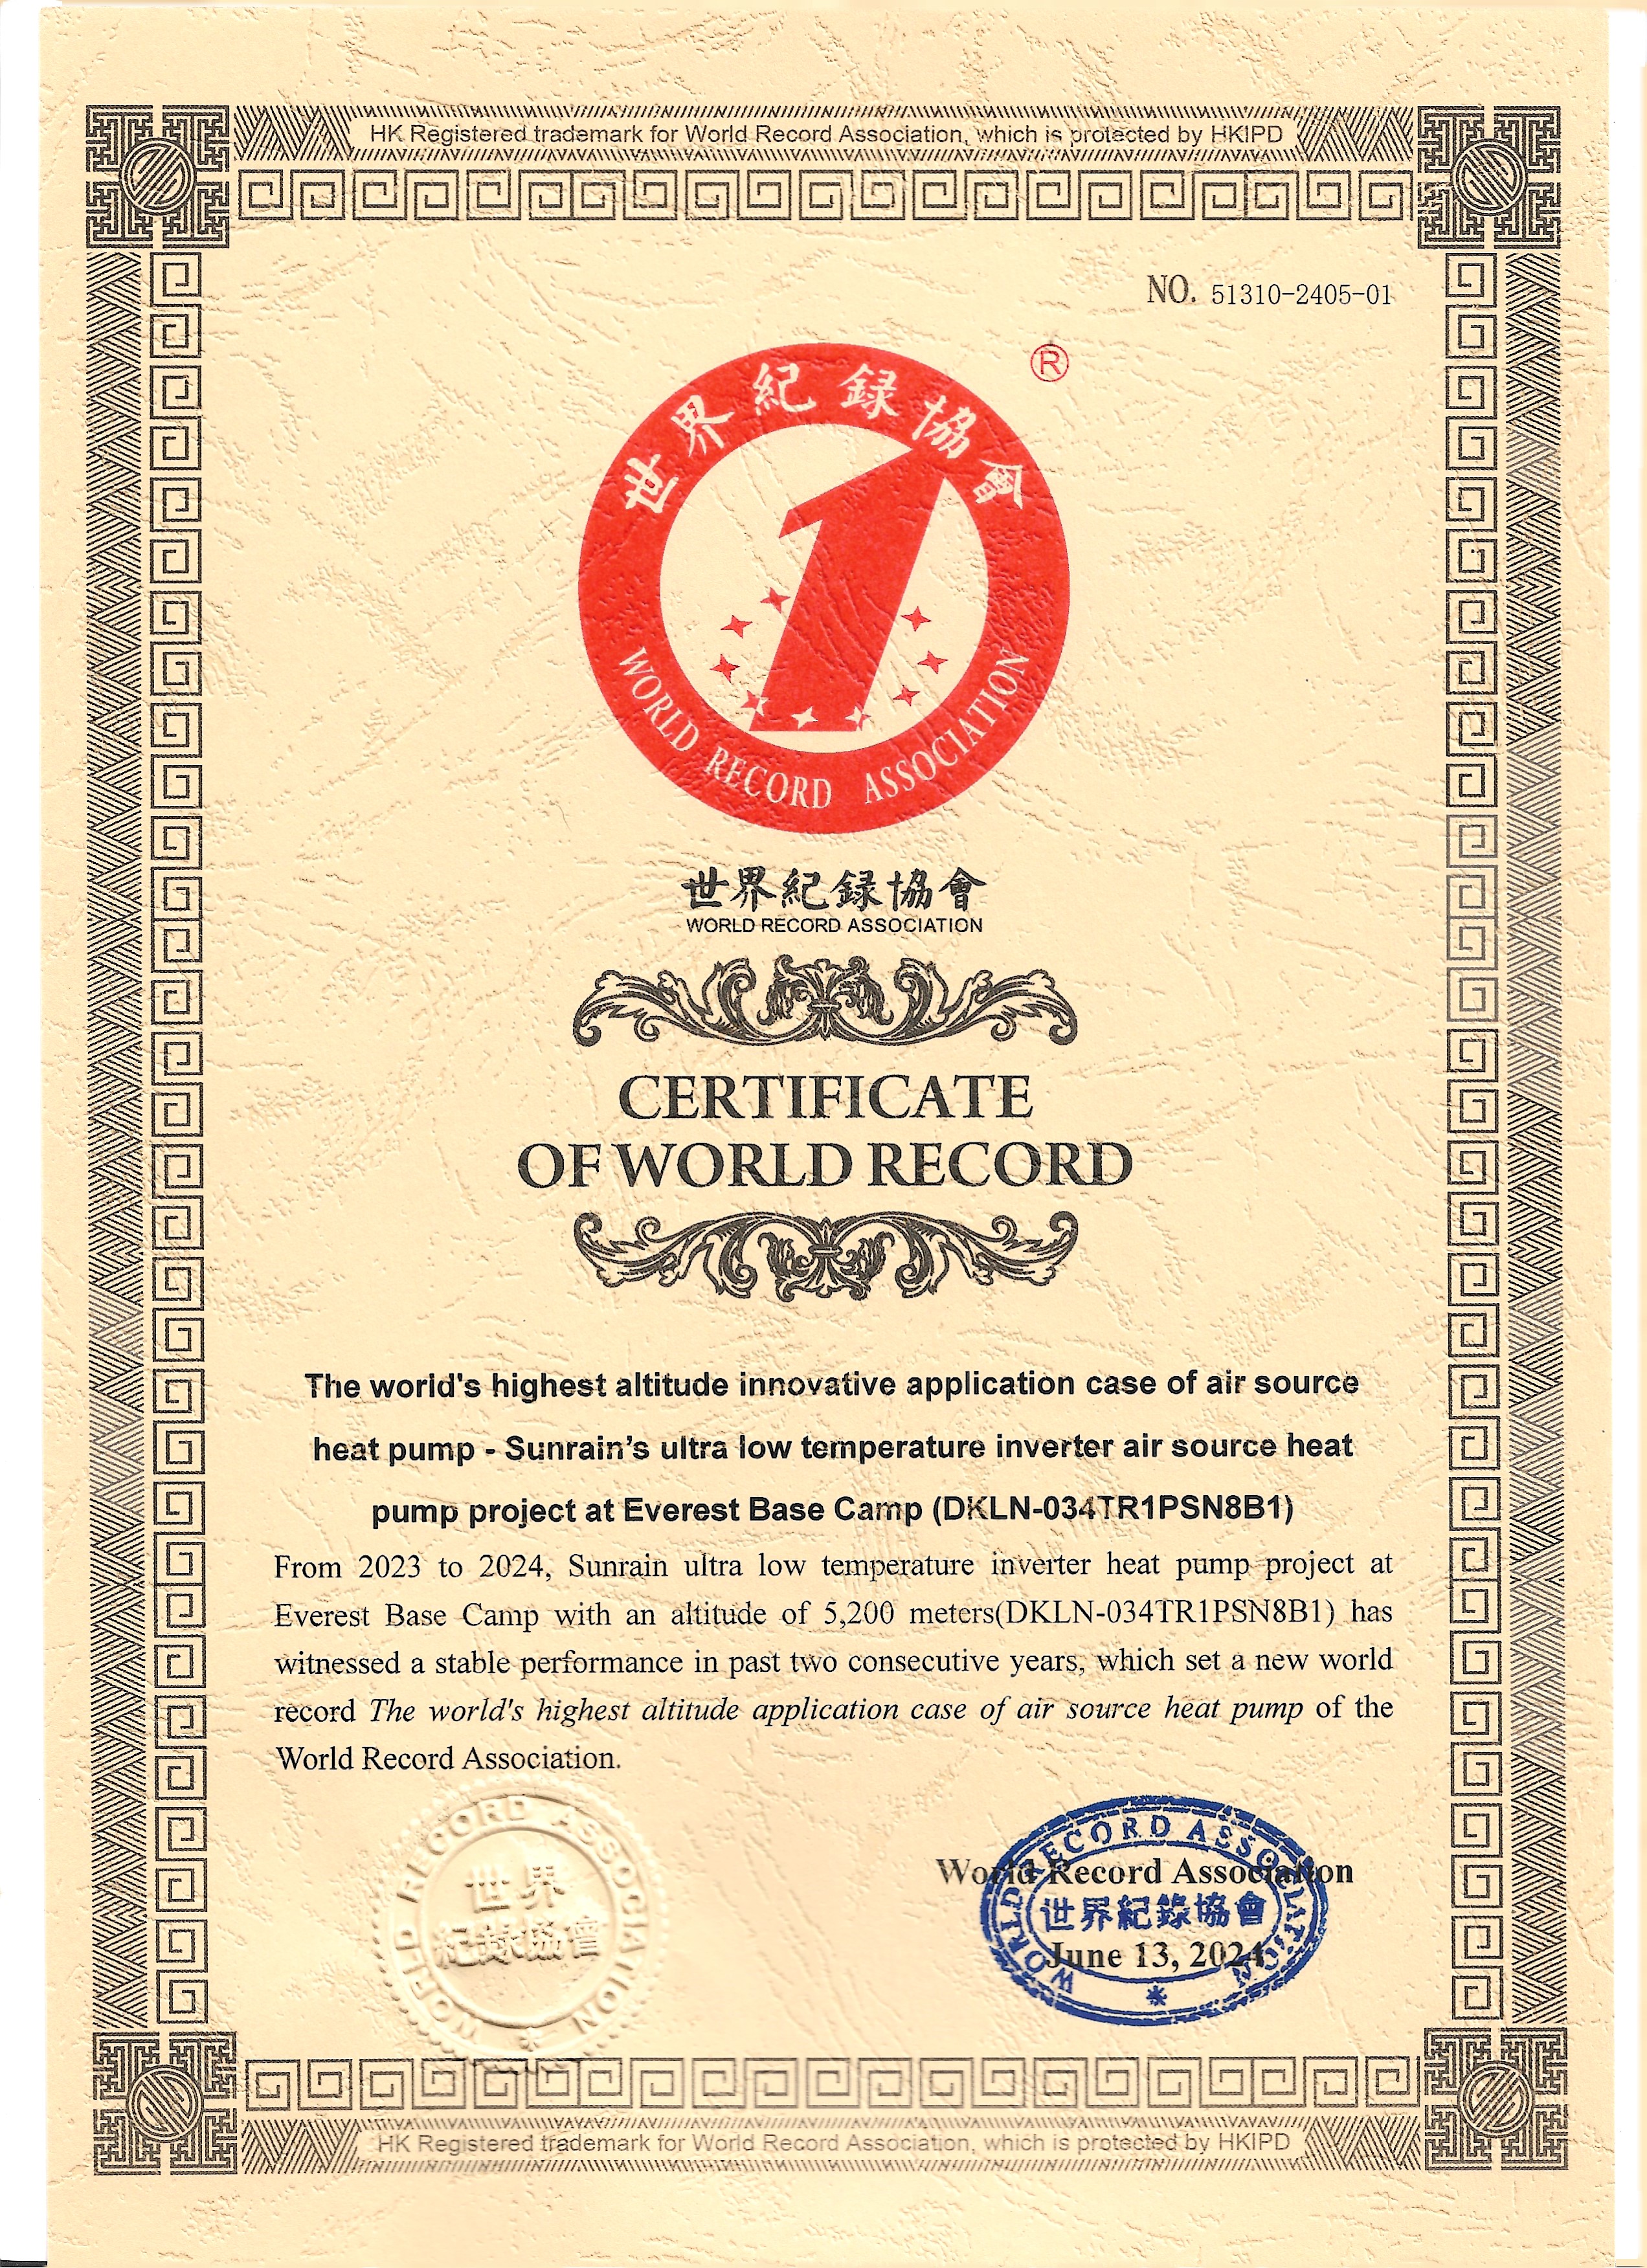 HK Registered trademark for World Record Association, which is protected by HKIPD
NO. 51310-2405-01
®
世界紀録協會
WORLD RECORD ASSOCIATION
世界紀録協會
WORLD RECORD ASSOCIATION
CERTIFICATE
OF WORLD RECORD
The world's highest altitude innovative application case of air source
heat pump - Sunrain’s ultra low temperature inverter air source heat
pump project at Everest Base Camp (DKLN-034TR1PSN8B1)
From 2023 to 2024, Sunrain ultra low temperature inverter heat pump project at
Everest Base Camp with an altitude of 5,200 meters(DKLN-034TR1PSN8B1) has
witnessed a stable performance in past two consecutive years, which set a new world
record The world's highest altitude application case of air source heat pump of the
World Record Association.
WORLD RECORD ASSOCIATION
世界
紀錄協會
WORLD RECORD ASSOCIATION
World Record Association
世界紀錄協會
June 13, 2024
HK Registered trademark for World Record Association, which is protected by HKIPD